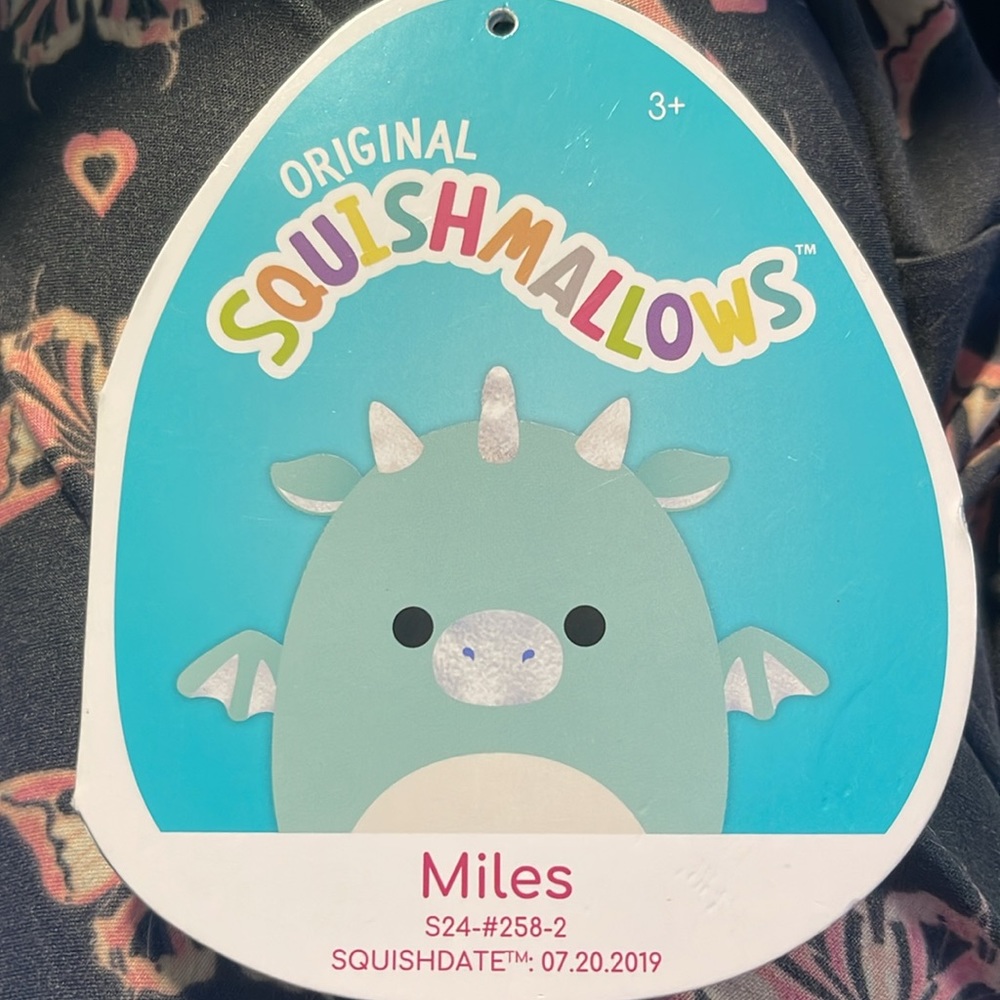 3+
ORIGINAL
SQUISHMALLOWS™
Miles
S24-#258-2
SQUISHDATE™: 07.20.2019